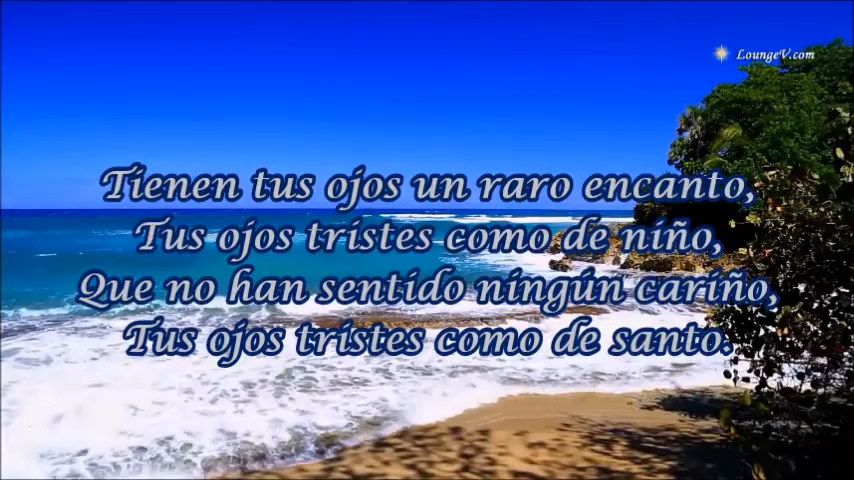 LoungeV.com
Tienen tus ojos un raro encanto,
Tus ojos tristes como de niño,
Que no han sentido ningún cariño,
Tus ojos tristes como de santo.